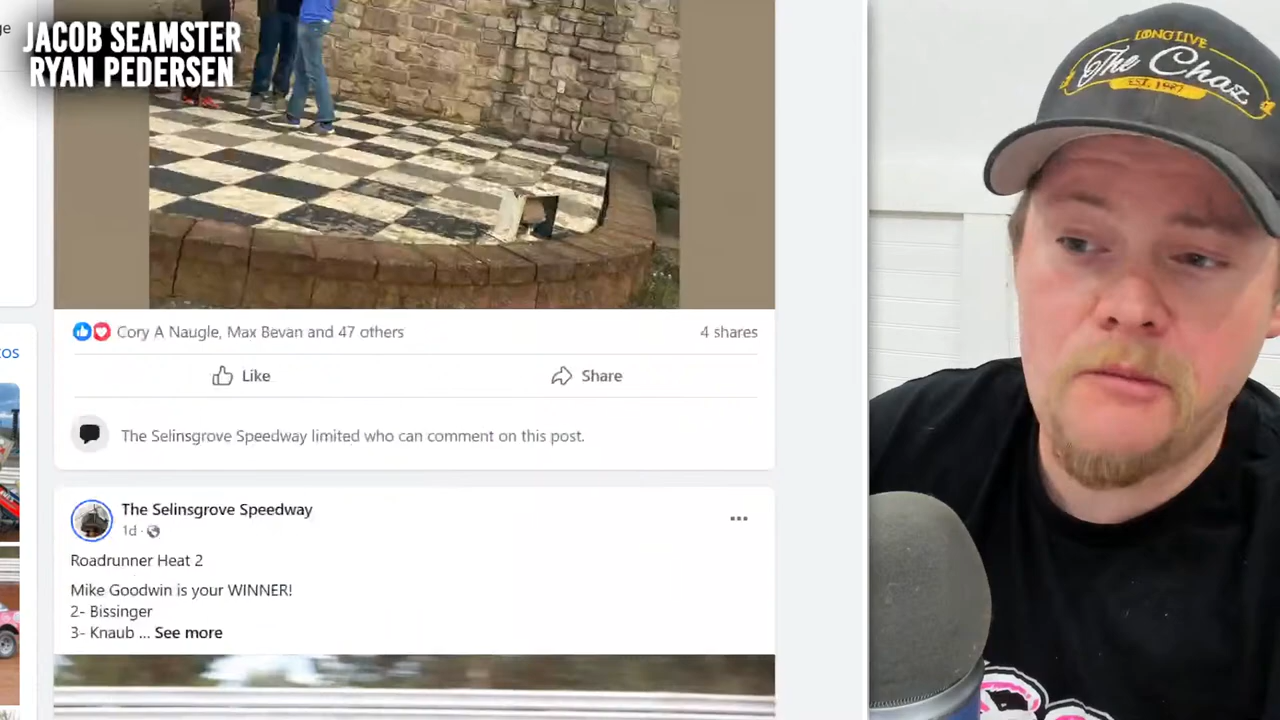 JACOB SEAMSTER
RYAN PEDERSEN
LONG LIVE
The Chaz
EST. 1987
Cory A Naugle, Max Bevan and 47 others
4 shares
Like
Share
The Selinsgrove Speedway limited who can comment on this post.
The Selinsgrove Speedway
1d
Roadrunner Heat 2
Mike Goodwin is your WINNER!
2- Bissinger
3- Knaub ... See more